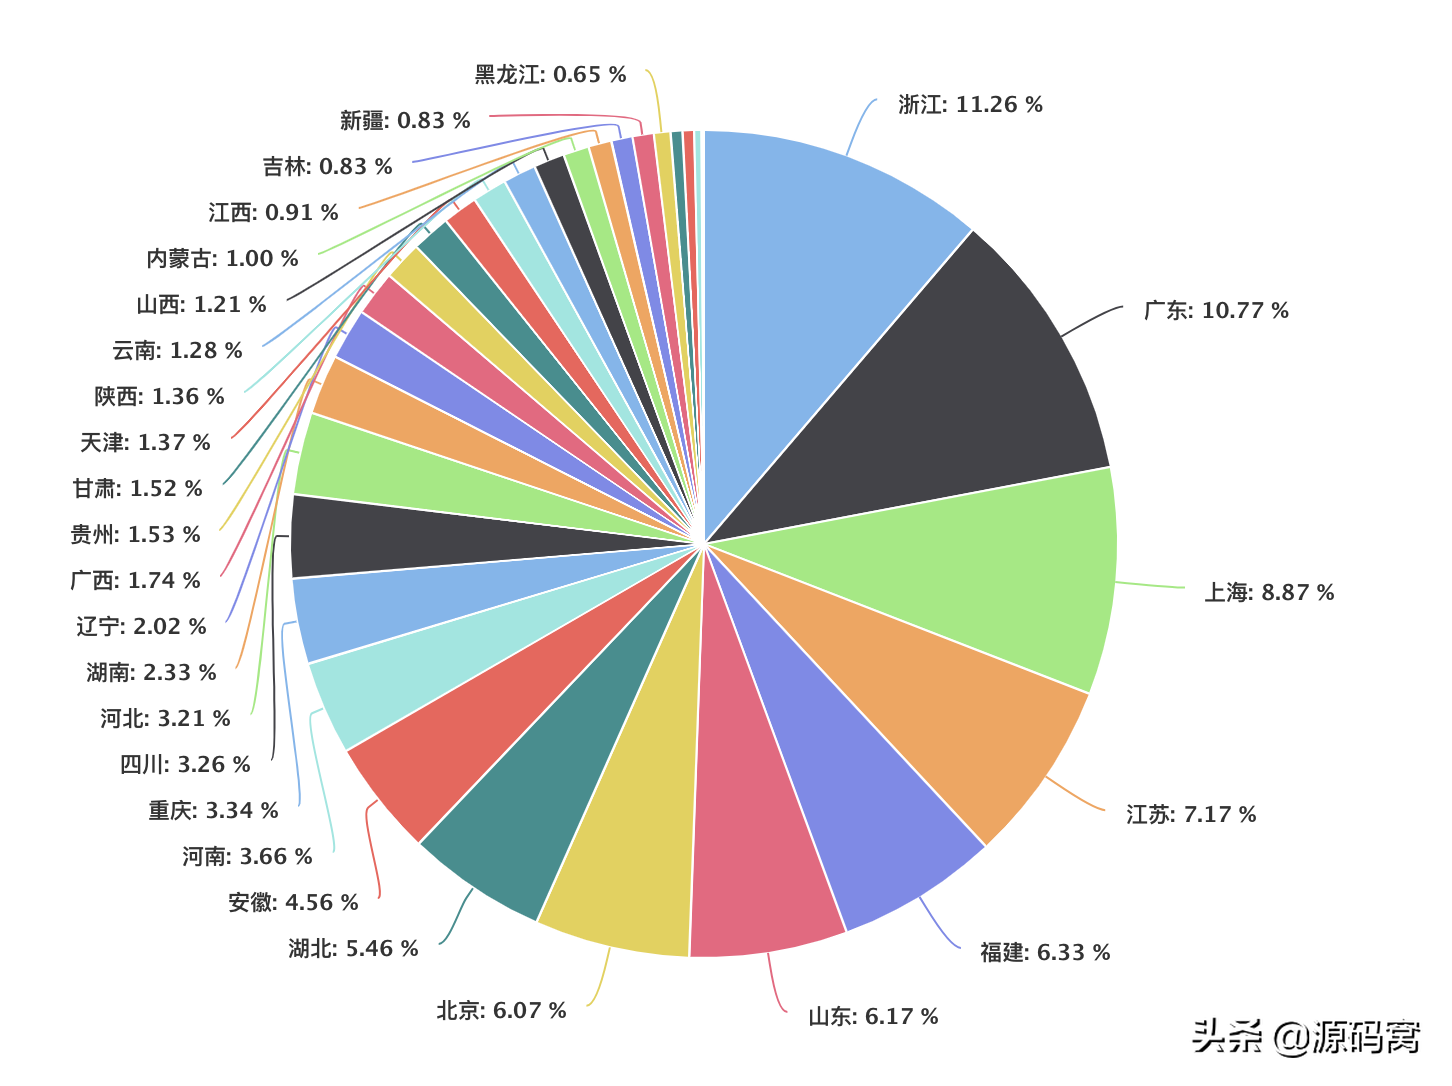 浙江: 11.26 %
广东: 10.77 %
上海: 8.87 %
江苏: 7.17 %
福建: 6.33 %
山东: 6.17 %
北京: 6.07 %
湖北: 5.46 %
安徽: 4.56 %
河南: 3.66 %
重庆: 3.34 %
四川: 3.26 %
河北: 3.21 %
湖南: 2.33 %
辽宁: 2.02 %
广西: 1.74 %
贵州: 1.53 %
甘肃: 1.52 %
天津: 1.37 %
陕西: 1.36 %
云南: 1.28 %
山西: 1.21 %
内蒙古: 1.00 %
江西: 0.91 %
吉林: 0.83 %
新疆: 0.83 %
黑龙江: 0.65 %
头条 @源码窝